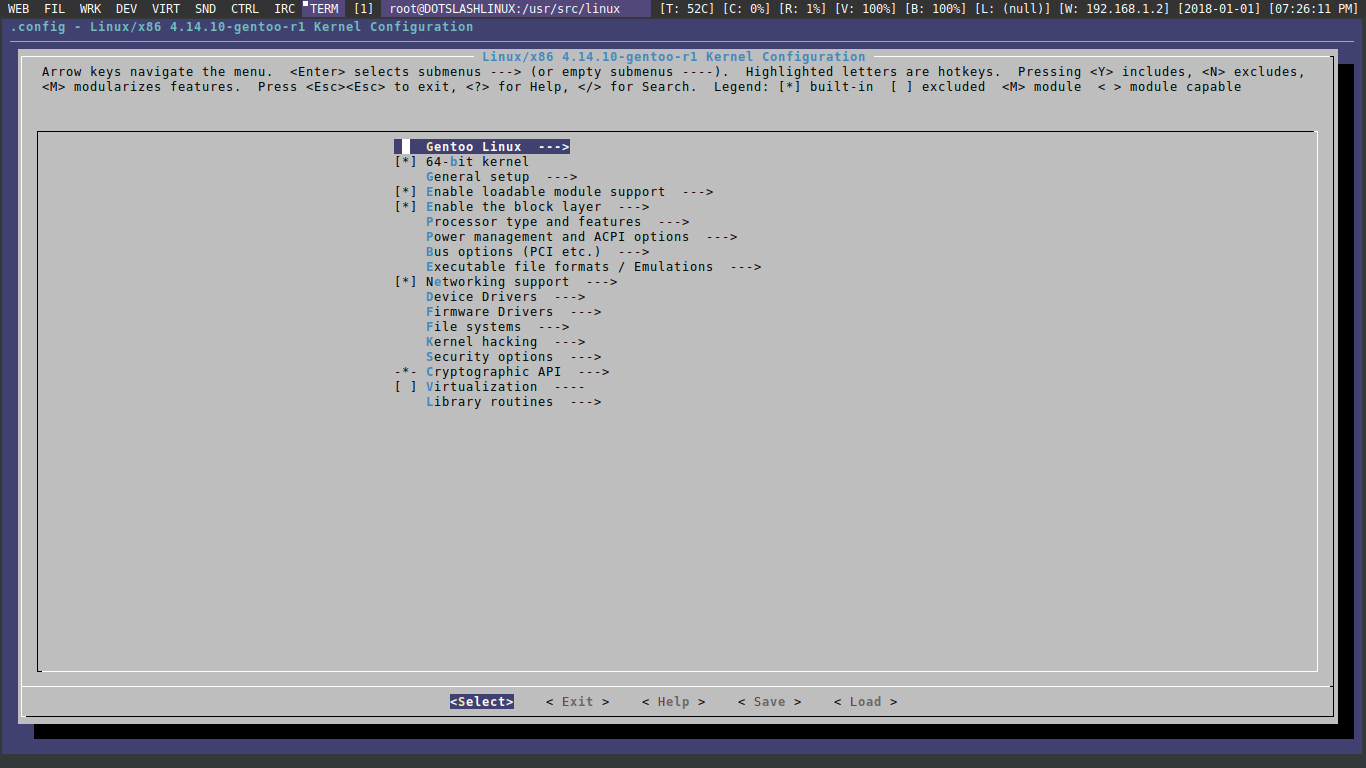 WEB FIL WRK DEV VIRT SND CTRL IRC TERM [1] root@DOTSLASHLINUX:/usr/src/linux [T: 52C] [C: 0%] [R: 1%] [V: 100%] [B: 100%] [L: (null)] [W: 192.168.1.2] [2018-01-01] [07:26:11 PM]
.config - Linux/x86 4.14.10-gentoo-r1 Kernel Configuration
Linux/x86 4.14.10-gentoo-r1 Kernel Configuration
Arrow keys navigate the menu.  <Enter> selects submenus ---> (or empty submenus ----).  Highlighted letters are hotkeys.  Pressing <Y> includes, <N> excludes,
<M> modularizes features.  Press <Esc><Esc> to exit, <?> for Help, </> for Search.  Legend: [*] built-in  [ ] excluded  <M> module  < > module capable
Gentoo Linux  --->
[*] 64-bit kernel
General setup  --->
[*] Enable loadable module support  --->
[*] Enable the block layer  --->
Processor type and features  --->
Power management and ACPI options  --->
Bus options (PCI etc.)  --->
Executable file formats / Emulations  --->
[*] Networking support  --->
Device Drivers  --->
Firmware Drivers  --->
File systems  --->
Kernel hacking  --->
Security options  --->
-*- Cryptographic API  --->
[ ] Virtualization  ----
Library routines  --->
<Select>    < Exit >    < Help >    < Save >    < Load >